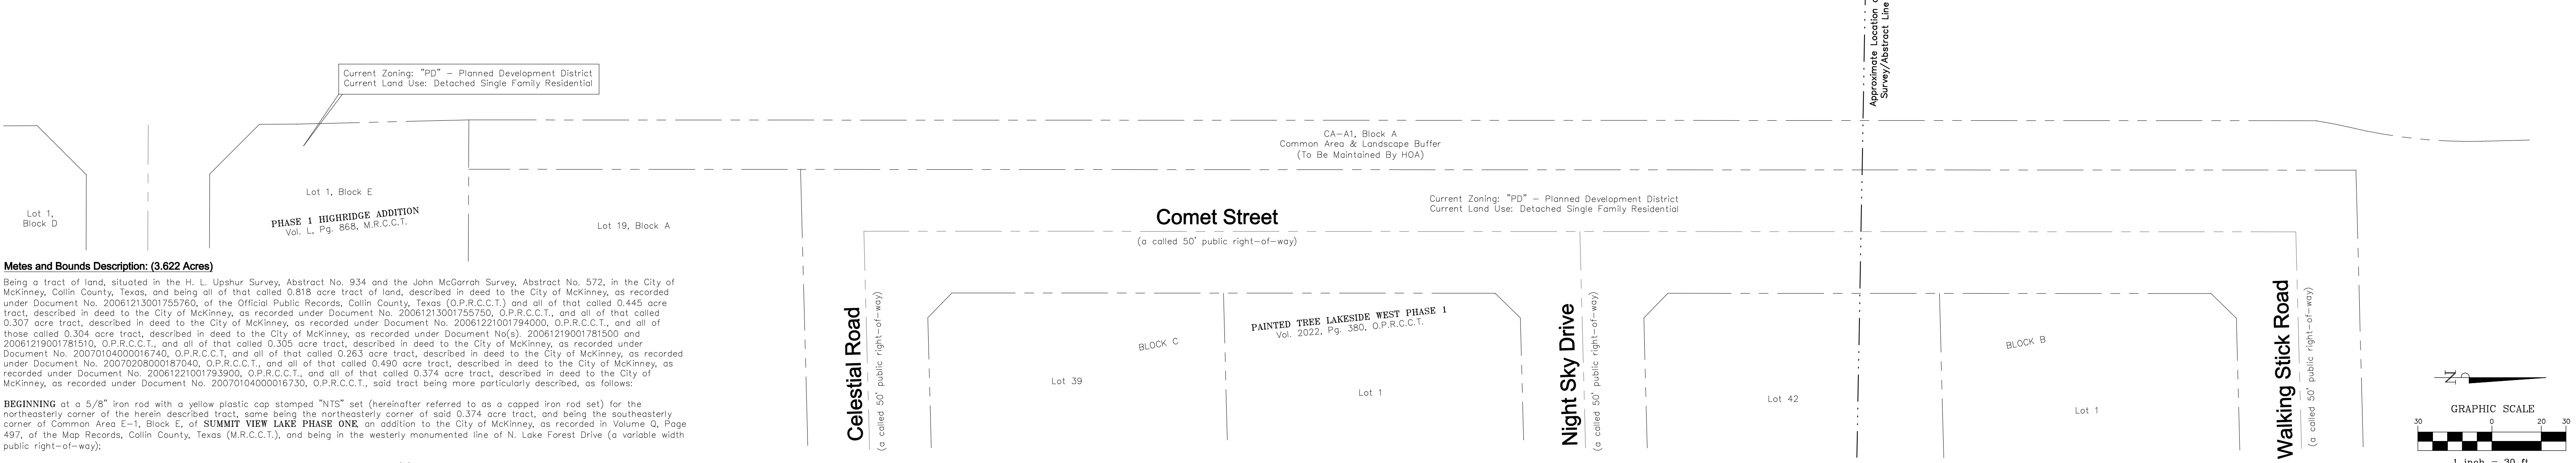 Approximate Location
Survey/Abstract Line
Current Zoning: "PD" – Planned Development District
Current Land Use: Detached Single Family Residential
CA–A1, Block A
Common Area & Landscape Buffer
(To Be Maintained By HOA)
Lot 1,
Block D
Lot 1, Block E
PHASE 1 HIGHRIDGE ADDITION
Vol. L, Pg. 868, M.R.C.C.T.
Lot 19, Block A
Current Zoning: "PD" – Planned Development District
Current Land Use: Detached Single Family Residential
Comet Street
(a called 50' public right-of-way)
Metes and Bounds Description: (3.622 Acres)
Being a tract of land, situated in the H. L. Upshur Survey, Abstract No. 934 and the John McGarrah Survey, Abstract No. 572, in the City of
McKinney, Collin County, Texas, and being all of that called 0.818 acre tract of land, described in deed to the City of McKinney, as recorded
under Document No. 20061213001755760, of the Official Public Records, Collin County, Texas (O.P.R.C.C.T.) and all of that called 0.445 acre
tract, described in deed to the City of McKinney, as recorded under Document No. 20061213001755750, O.P.R.C.C.T., and all of that called
0.307 acre tract, described in deed to the City of McKinney, as recorded under Document No. 20061221001794000, O.P.R.C.C.T., and all of
those called 0.304 acre tract, described in deed to the City of McKinney, as recorded under Document No(s). 20061219001781500 and
20061219001781510, O.P.R.C.C.T., and all of that called 0.305 acre tract, described in deed to the City of McKinney, as recorded under
Document No. 20070104000016740, O.P.R.C.C.T, and all of that called 0.263 acre tract, described in deed to the City of McKinney, as recorded
under Document No. 20070208000187040, O.P.R.C.C.T., and all of that called 0.490 acre tract, described in deed to the City of McKinney, as
recorded under Document No. 20061221001793900, O.P.R.C.C.T., and all of that called 0.374 acre tract, described in deed to the City of
McKinney, as recorded under Document No. 20070104000016730, O.P.R.C.C.T., said tract being more particularly described, as follows:
BEGINNING at a 5/8" iron rod with a yellow plastic cap stamped "NTS" set (hereinafter referred to as a capped iron rod set) for the
northeasterly corner of the herein described tract, same being the northeasterly corner of said 0.374 acre tract, and being the southeasterly
corner of Common Area E-1, Block E, of SUMMIT VIEW LAKE PHASE ONE, an addition to the City of McKinney, as recorded in Volume Q, Page
497, of the Map Records, Collin County, Texas (M.R.C.C.T.), and being in the westerly monumented line of N. Lake Forest Drive (a variable width
public right-of-way);
Celestial Road
(a called 50' public right-of-way)
BLOCK C
Lot 39
PAINTED TREE LAKESIDE WEST PHASE 1
Vol. 2022, Pg. 380, O.P.R.C.C.T.
Lot 1
Night Sky Drive
(a called 50' public right-of-way)
Lot 42
BLOCK B
Lot 1
Walking Stick Road
(a called 50' public right-of-way)
N
GRAPHIC SCALE
30 0 20 30
1 inch = 30 ft.